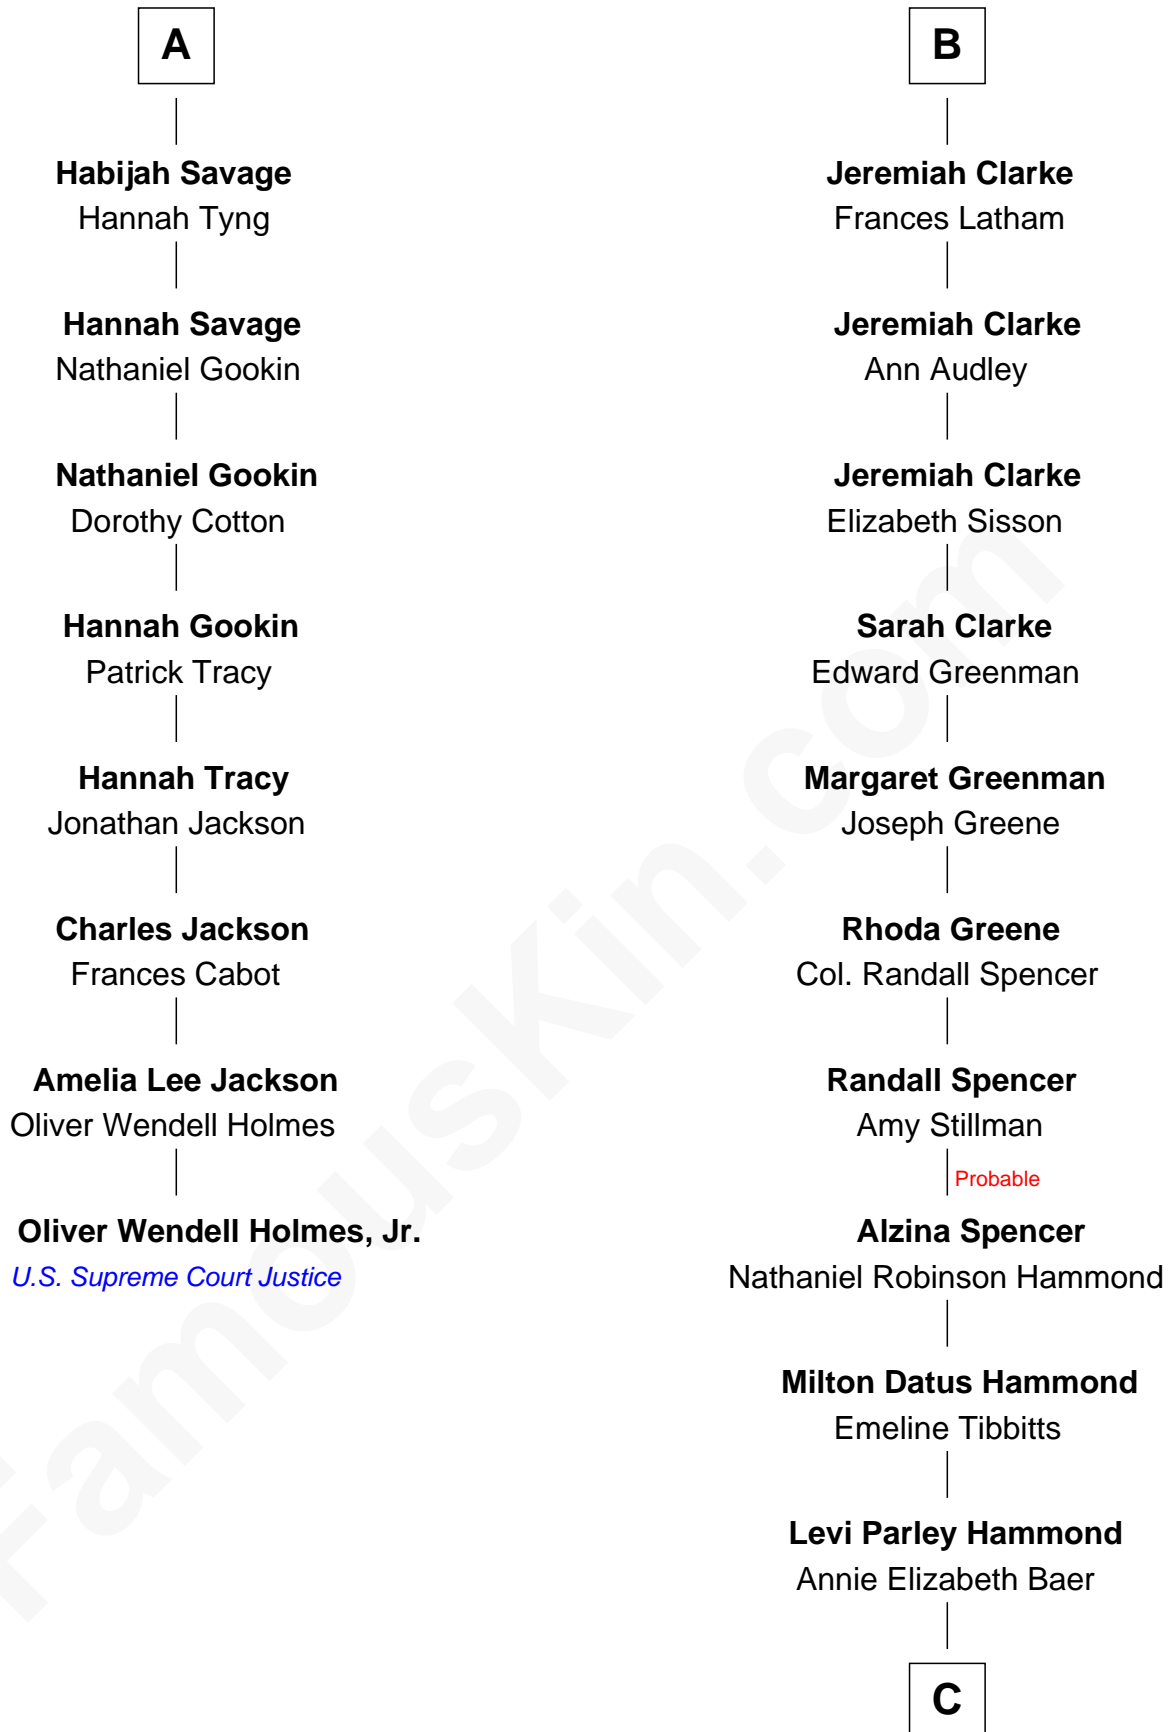 A
Habijah Savage
Hannah Tyng
Hannah Savage
Nathaniel Gookin
Nathaniel Gookin
Dorothy Cotton
Hannah Gookin
Patrick Tracy
Hannah Tracy
Jonathan Jackson
Charles Jackson
Frances Cabot
Amelia Lee Jackson
Oliver Wendell Holmes
Oliver Wendell Holmes, Jr.
U.S. Supreme Court Justice
B
Jeremiah Clarke
Frances Latham
Jeremiah Clarke
Ann Audley
Jeremiah Clarke
Elizabeth Sisson
Sarah Clarke
Edward Greenman
Margaret Greenman
Joseph Greene
Rhoda Greene
Col. Randall Spencer
Randall Spencer
Amy Stillman
Probable
Alzina Spencer
Nathaniel Robinson Hammond
Milton Datus Hammond
Emeline Tibbitts
Levi Parley Hammond
Annie Elizabeth Baer
C
FamousKin.com